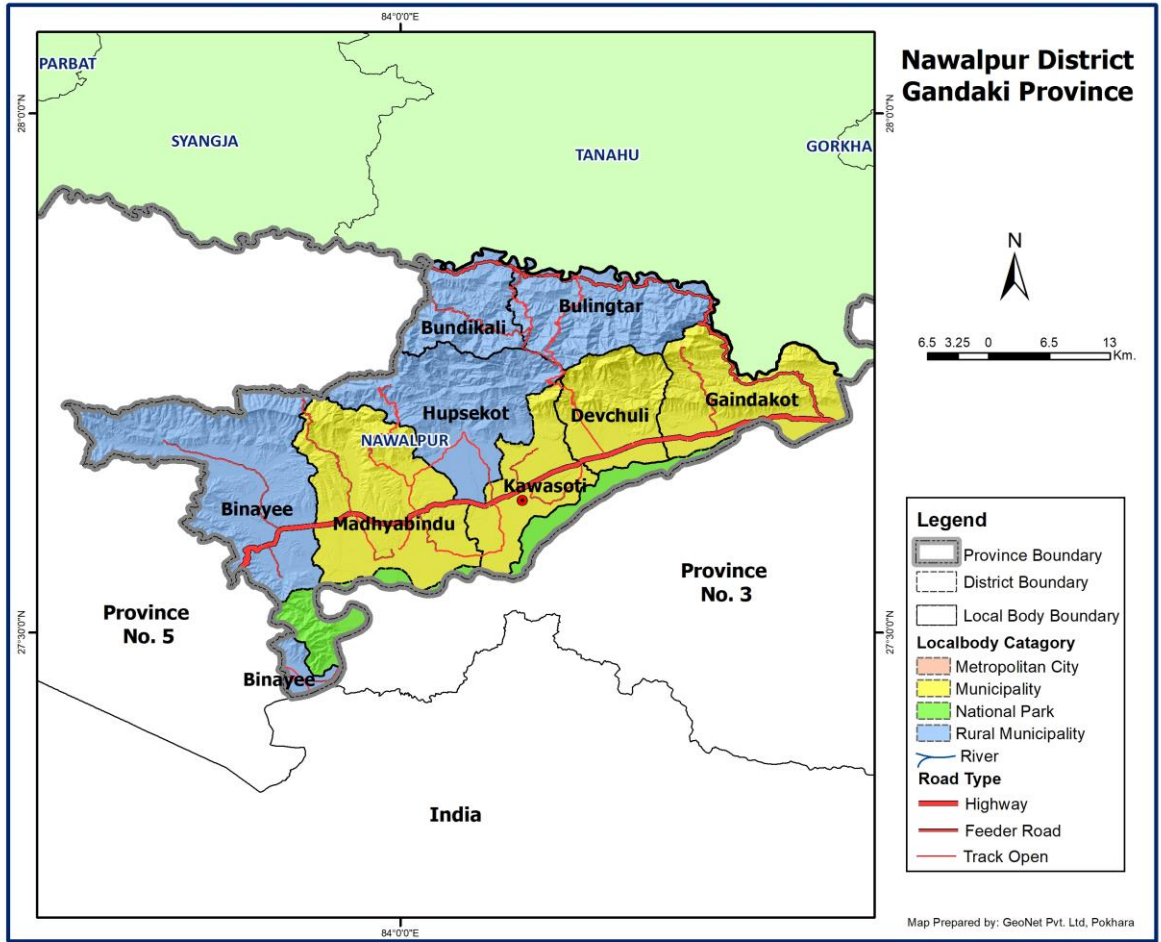 84°0'0"E
Nawalpur District
Gandaki Province
PARBAT
28°0'0"N
28°0'0"N
SYANGJA
TANAHU
GORKHA
N
6.5 3.25 0 6.5 13
Km.
Bundikali
Bulingtar
Hupsekot
Devchuli
Gaindakot
NAWALPUR
Kawasoti
Binayee
Madhyabindu
Province
No. 5
Province
No. 3
27°30'0"N
27°30'0"N
Binayee
India
84°0'0"E
Legend
Province Boundary
District Boundary
Local Body Boundary
Localbody Catagory
Metropolitan City
Municipality
National Park
Rural Municipality
River
Road Type
Highway
Feeder Road
Track Open
Map Prepared by: GeoNet Pvt. Ltd, Pokhara